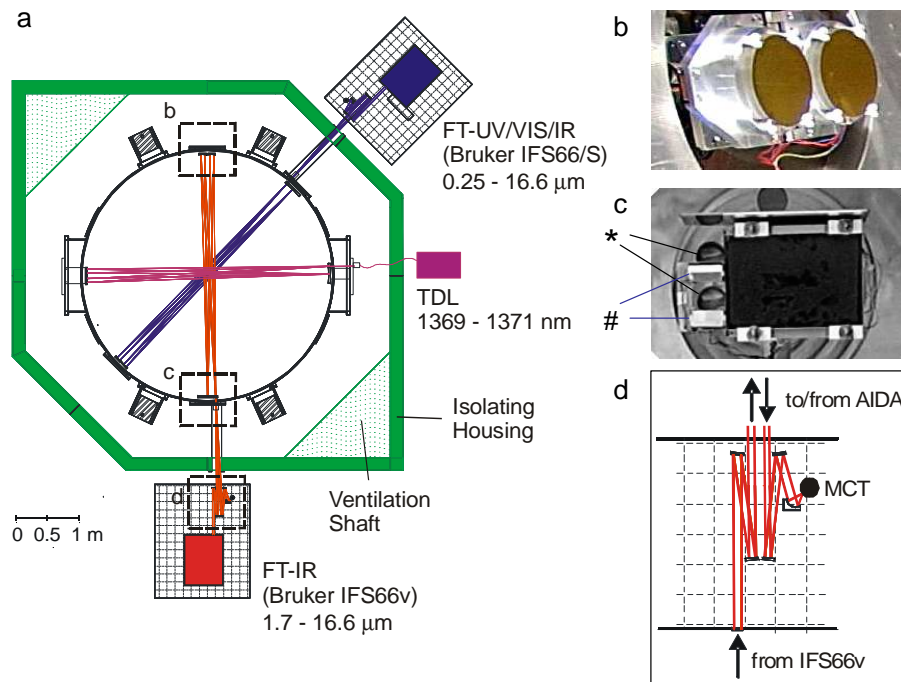 a
b
FT-UV/VIS/IR
(Bruker IFS66/S)
0.25 - 16.6 μm
TDL
1369 - 1371 nm
c
Isolating
Housing
Ventilation
Shaft
d
0 0.5 1 m
FT-IR
(Bruker IFS66v)
1.7 - 16.6 μm
b
c
*
#
d
to/from AIDA
MCT
from IFS66v